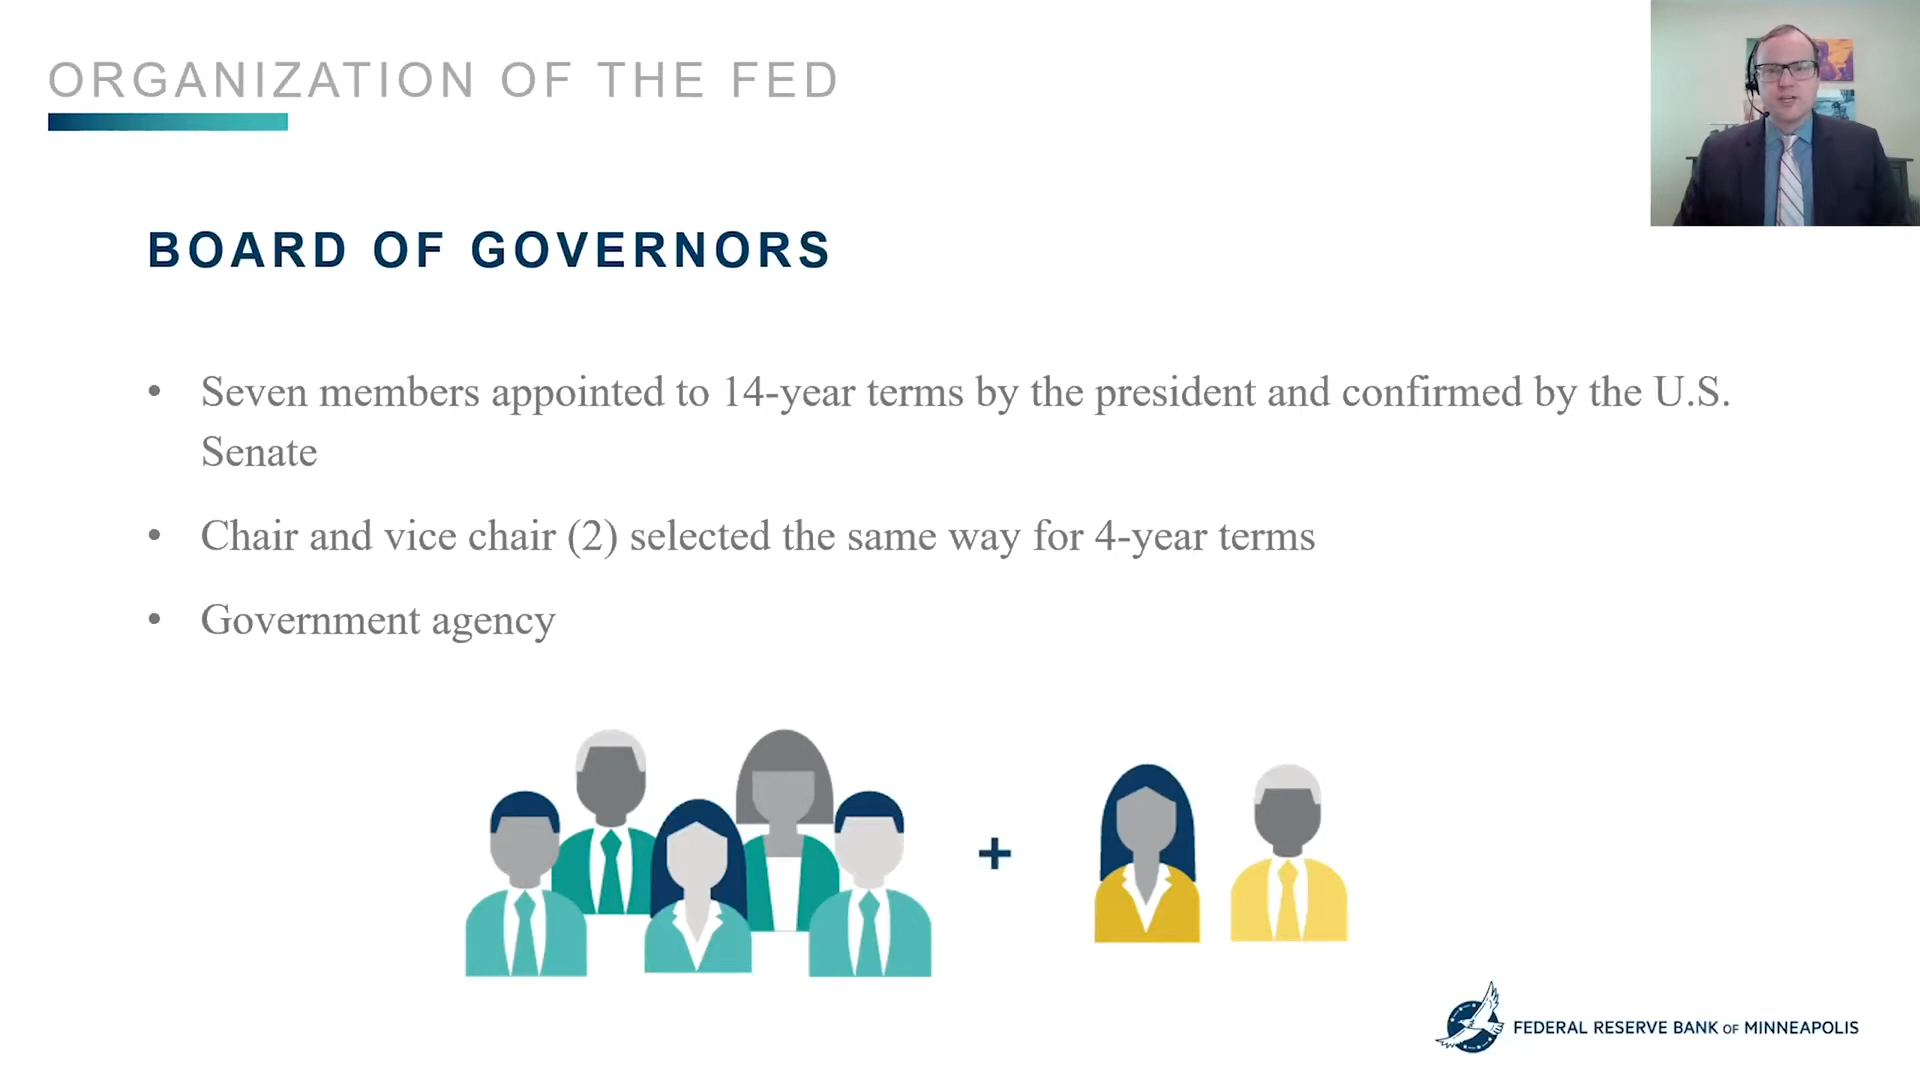 ORGANIZATION OF THE FED
BOARD OF GOVERNORS
• Seven members appointed to 14-year terms by the president and confirmed by the U.S.
Senate
• Chair and vice chair (2) selected the same way for 4-year terms
• Government agency
+
FEDERAL RESERVE BANK OF MINNEAPOLIS